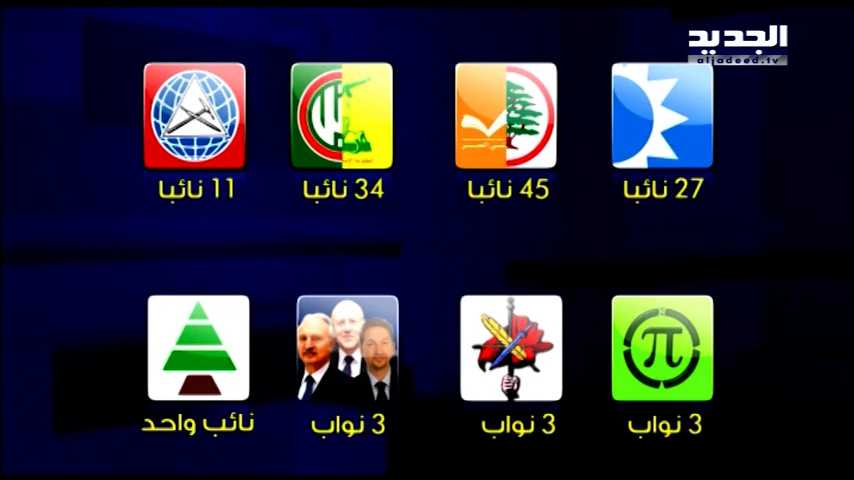 الجديد
aljadeed.tv
27 نائبا
45 نائبا
34 نائبا
11 نائبا
π
3 نواب
3 نواب
3 نواب
نائب واحد